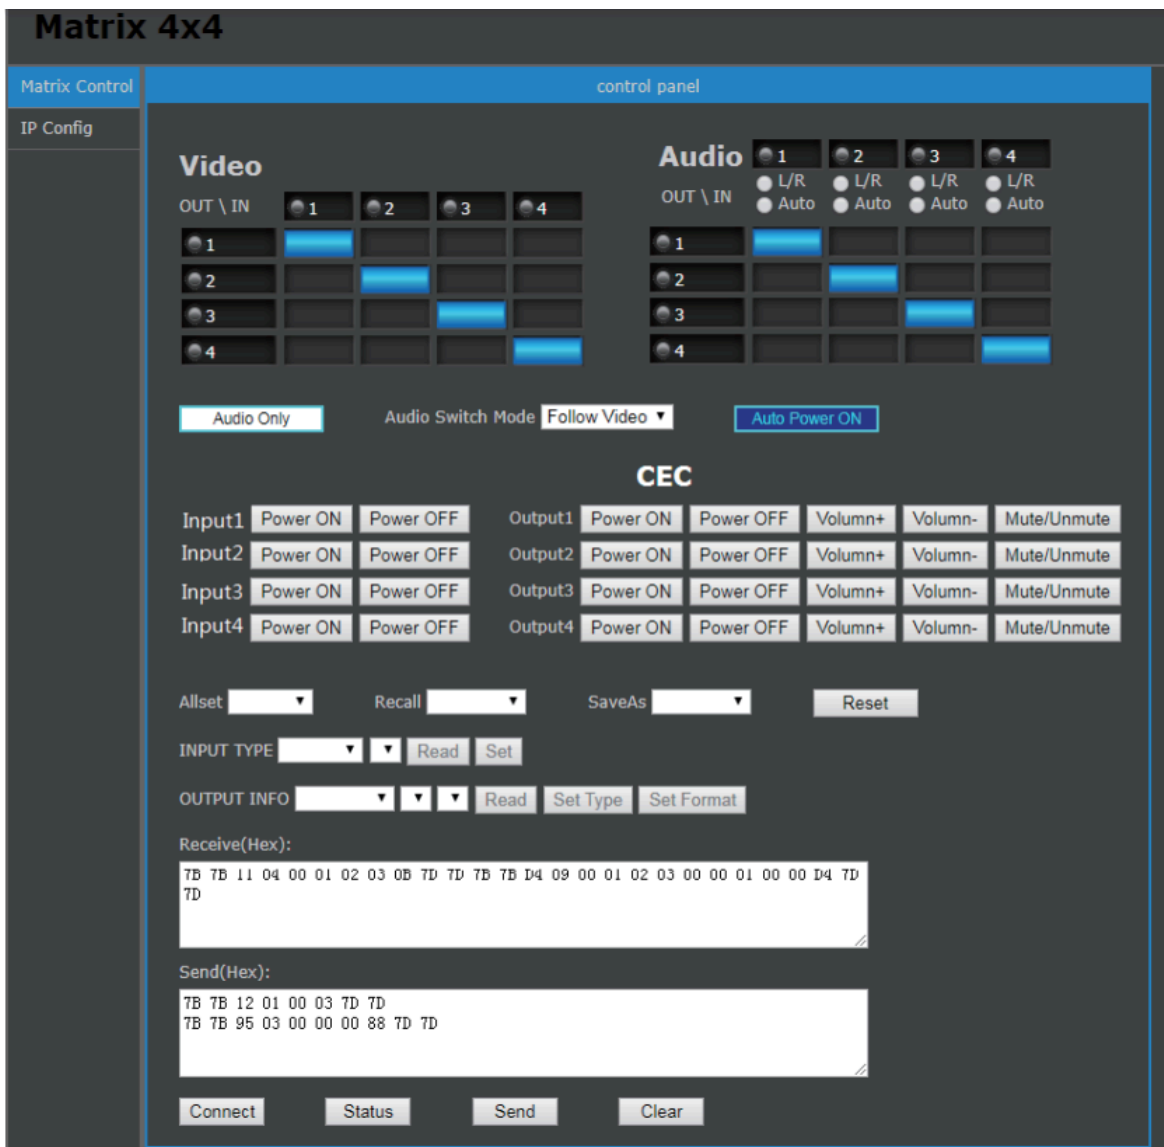 Matrix 4x4
Matrix Control
control panel
IP Config
Video
OUT \ IN 1 2 3 4
1
2
3
4
Audio 1 2 3 4
L/R L/R L/R L/R
OUT \ IN
Auto Auto Auto Auto
1
2
3
4
Audio Only Audio Switch Mode Follow Video Auto Power ON
CEC
Input1 Power ON Power OFF Output1 Power ON Power OFF Volumn+ Volumn- Mute/Unmute
Input2 Power ON Power OFF Output2 Power ON Power OFF Volumn+ Volumn- Mute/Unmute
Input3 Power ON Power OFF Output3 Power ON Power OFF Volumn+ Volumn- Mute/Unmute
Input4 Power ON Power OFF Output4 Power ON Power OFF Volumn+ Volumn- Mute/Unmute
Allset Recall SaveAs Reset
INPUT TYPE Read Set
OUTPUT INFO Read Set Type Set Format
Receive(Hex):
7B 7B 11 04 00 01 02 03 0B 7D 7D 7B 7B D4 09 00 01 02 03 00 00 01 00 00 D4 7D
7D
Send(Hex):
7B 7B 12 01 00 03 7D 7D
7B 7B 95 03 00 00 00 88 7D 7D
Connect Status Send Clear